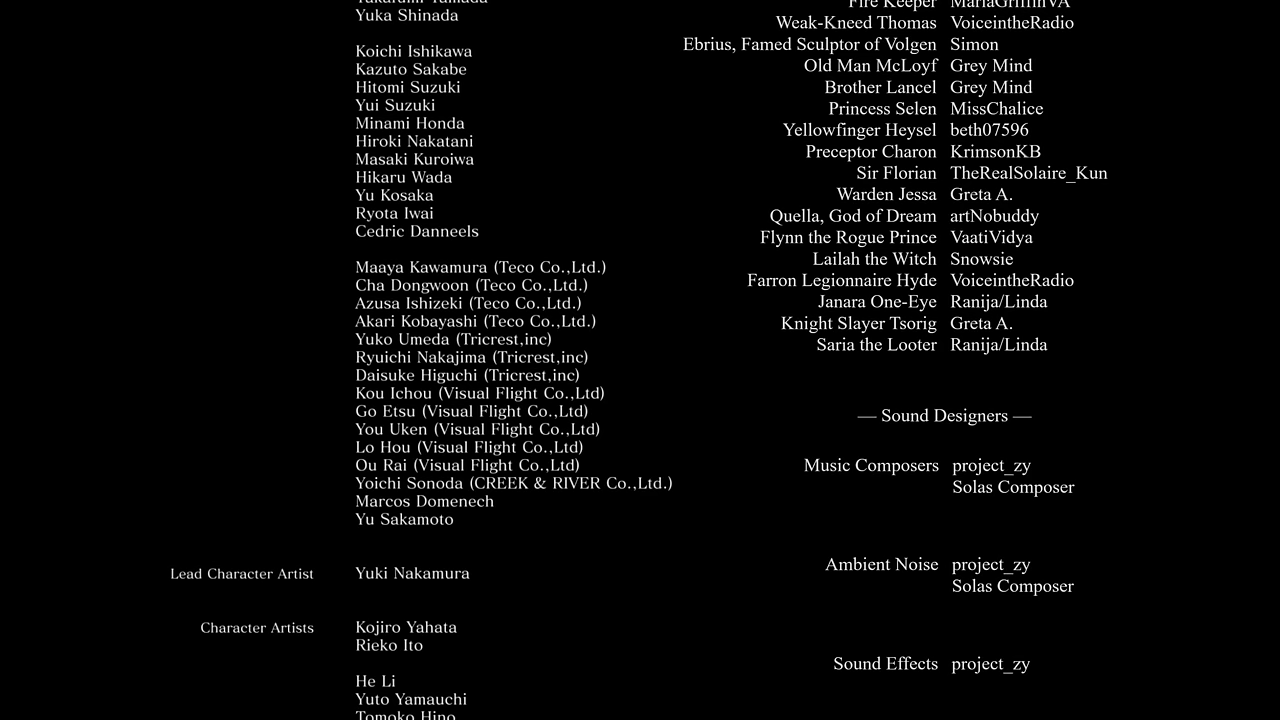 Yuka Shinada
Koichi Ishikawa
Kazuto Sakabe
Hitomi Suzuki
Yui Suzuki
Minami Honda
Hiroki Nakatani
Masaki Kuroiwa
Hikaru Wada
Yu Kosaka
Ryota Iwai
Cedric Danneels
Maaya Kawamura (Teco Co.,Ltd.)
Cha Dongwoon (Teco Co.,Ltd.)
Azusa Ishizeki (Teco Co.,Ltd.)
Akari Kobayashi (Teco Co.,Ltd.)
Yuko Umeda (Tricrest,inc)
Ryuichi Nakajima (Tricrest,inc)
Daisuke Higuchi (Tricrest,inc)
Kou Ichou (Visual Flight Co.,Ltd)
Go Etsu (Visual Flight Co.,Ltd)
You Uken (Visual Flight Co.,Ltd)
Lo Hou (Visual Flight Co.,Ltd)
Ou Rai (Visual Flight Co.,Ltd)
Yoichi Sonoda (CREEK & RIVER Co.,Ltd.)
Marcos Domenech
Yu Sakamoto
Lead Character Artist Yuki Nakamura
Character Artists Kojiro Yahata
Rieko Ito
He Li
Yuto Yamauchi
Tomoko Hino
Fire Keeper MariaGriffinVA
Weak-Kneed Thomas VoiceintheRadio
Ebrius, Famed Sculptor of Volgen Simon
Old Man McLoyf Grey Mind
Brother Lancel Grey Mind
Princess Selen MissChalice
Yellowfinger Heysel beth07596
Preceptor Charon KrimsonKB
Sir Florian TheRealSolaire_Kun
Warden Jessa Greta A.
Quella, God of Dream artNobuddy
Flynn the Rogue Prince VaatiVidya
Lailah the Witch Snowsie
Farron Legionnaire Hyde VoiceintheRadio
Janara One-Eye Ranija/Linda
Knight Slayer Tsorig Greta A.
Saria the Looter Ranija/Linda
— Sound Designers —
Music Composers project_zy
Solas Composer
Ambient Noise project_zy
Solas Composer
Sound Effects project_zy